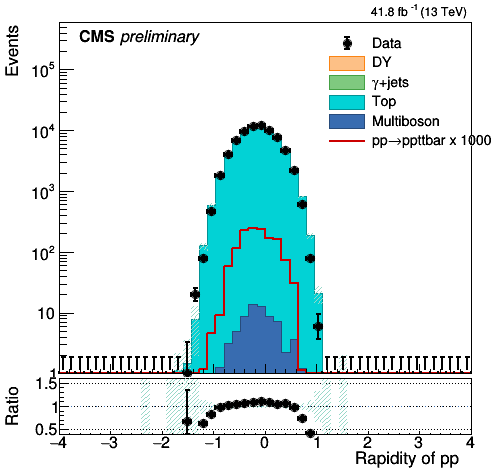 41.8 fb⁻¹ (13 TeV)
CMS preliminary
Events
Data
DY
γ+jets
Top
Multiboson
pp→ppttbar x 1000
10⁵
10⁴
10³
10²
10
1
Ratio
1.5
1
0.5
−4 −3 −2 −1 0 1 2 3 4
Rapidity of pp